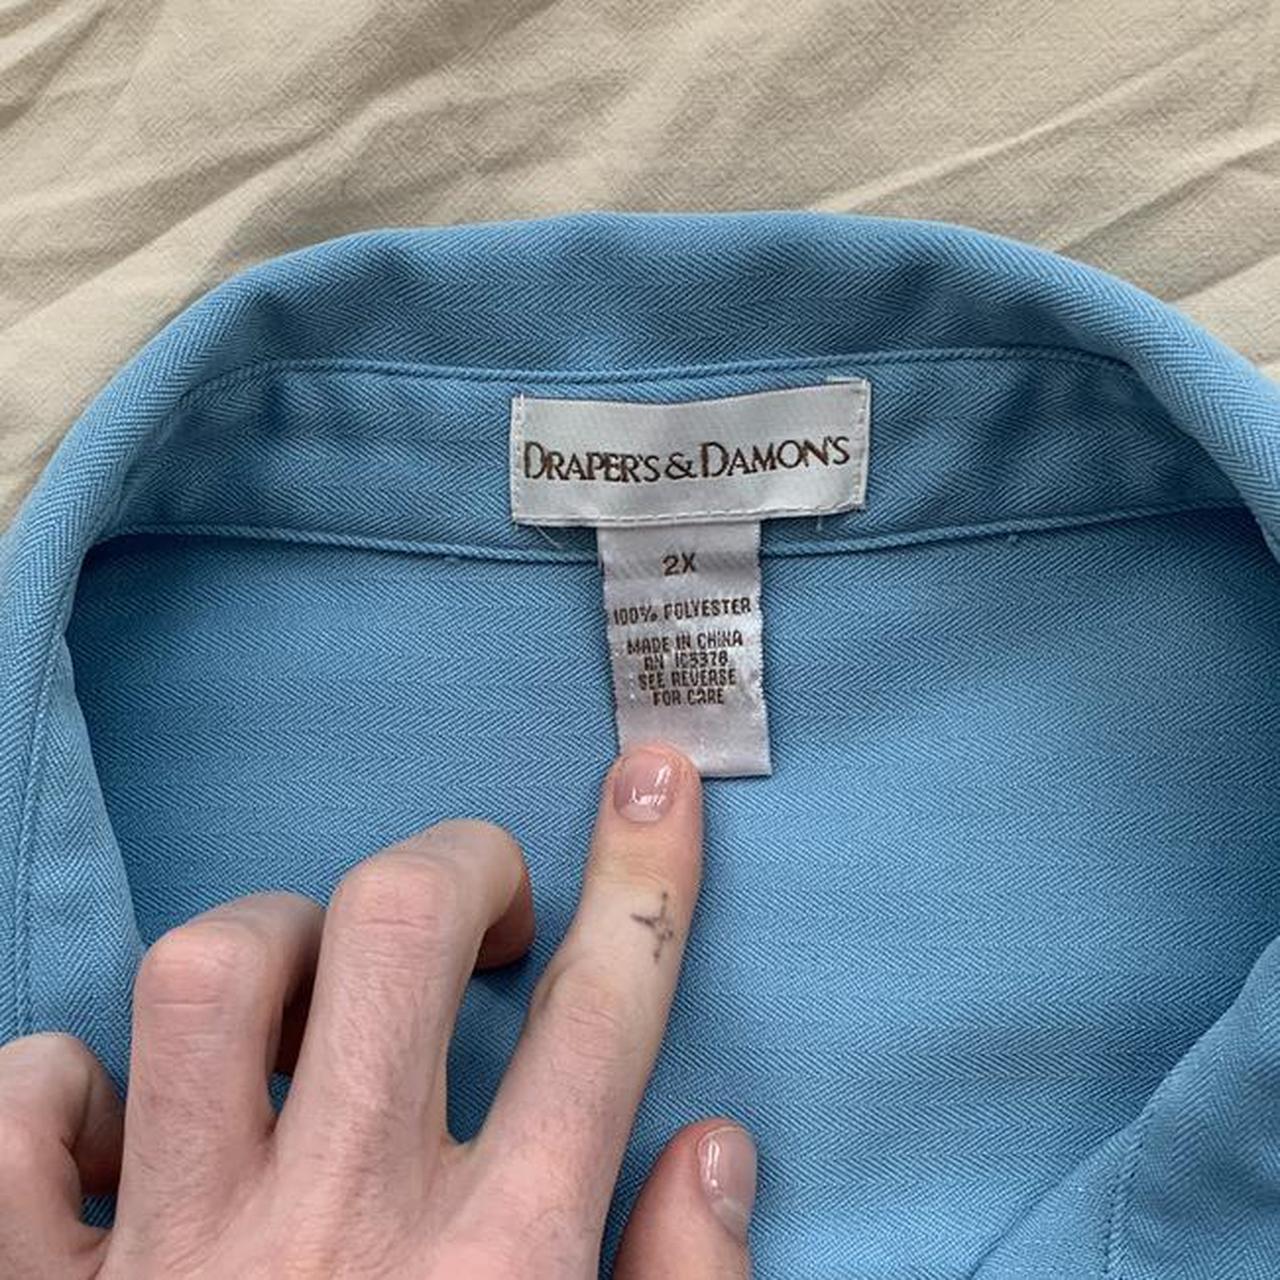 DRAPER'S & DAMON'S
2X
100% POLYESTER
MADE IN CHINA
RN 105378
SEE REVERSE
FOR CARE